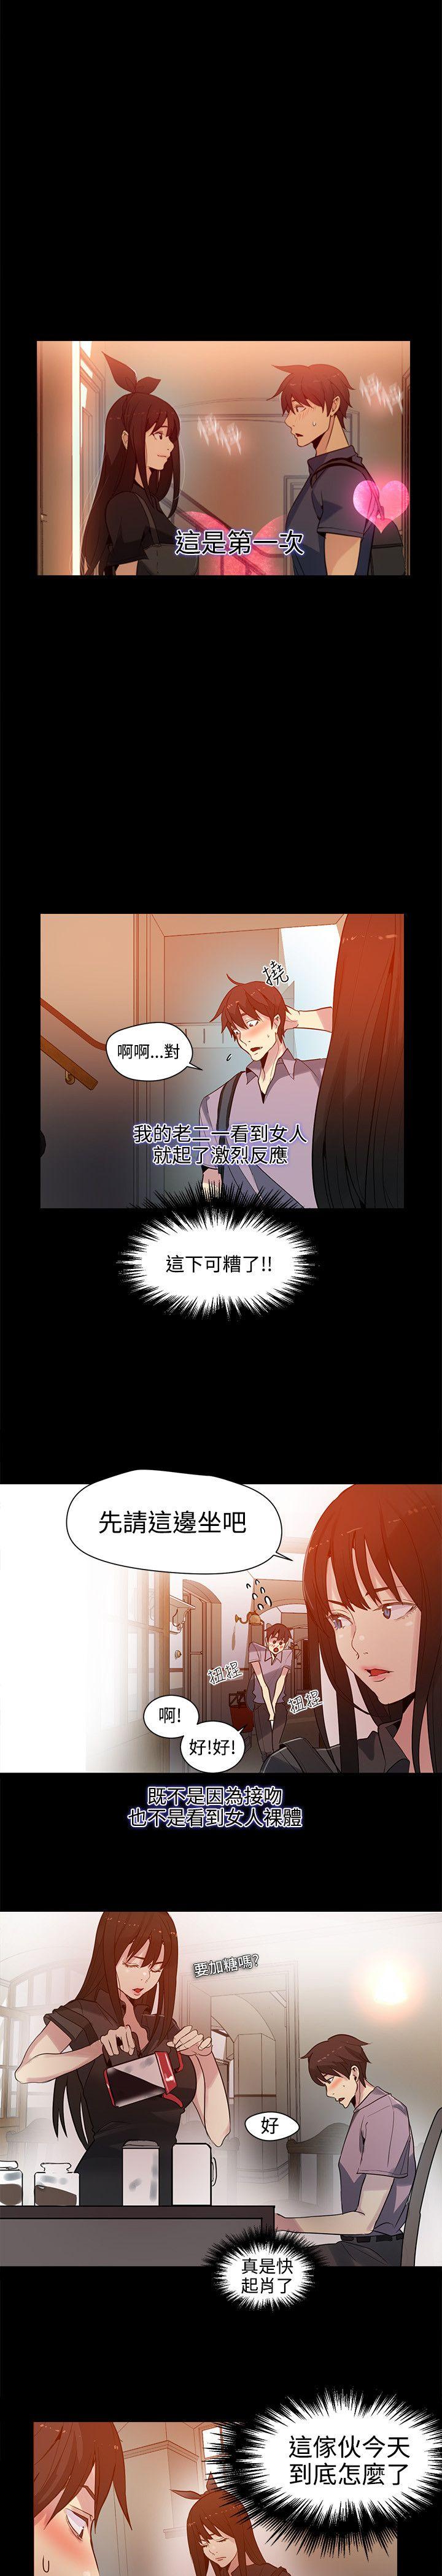 這是第一次
撓
啊啊...對
我的老二一看到女人
就起了激烈反應
這下可糟了!!
先請這邊坐吧
扭捏
扭捏
啊!
好!好!
既不是因為接吻
也不是看到女人裸體
要加糖嗎?
好
真是快
起肖了
這傢伙今天
到底怎麼了